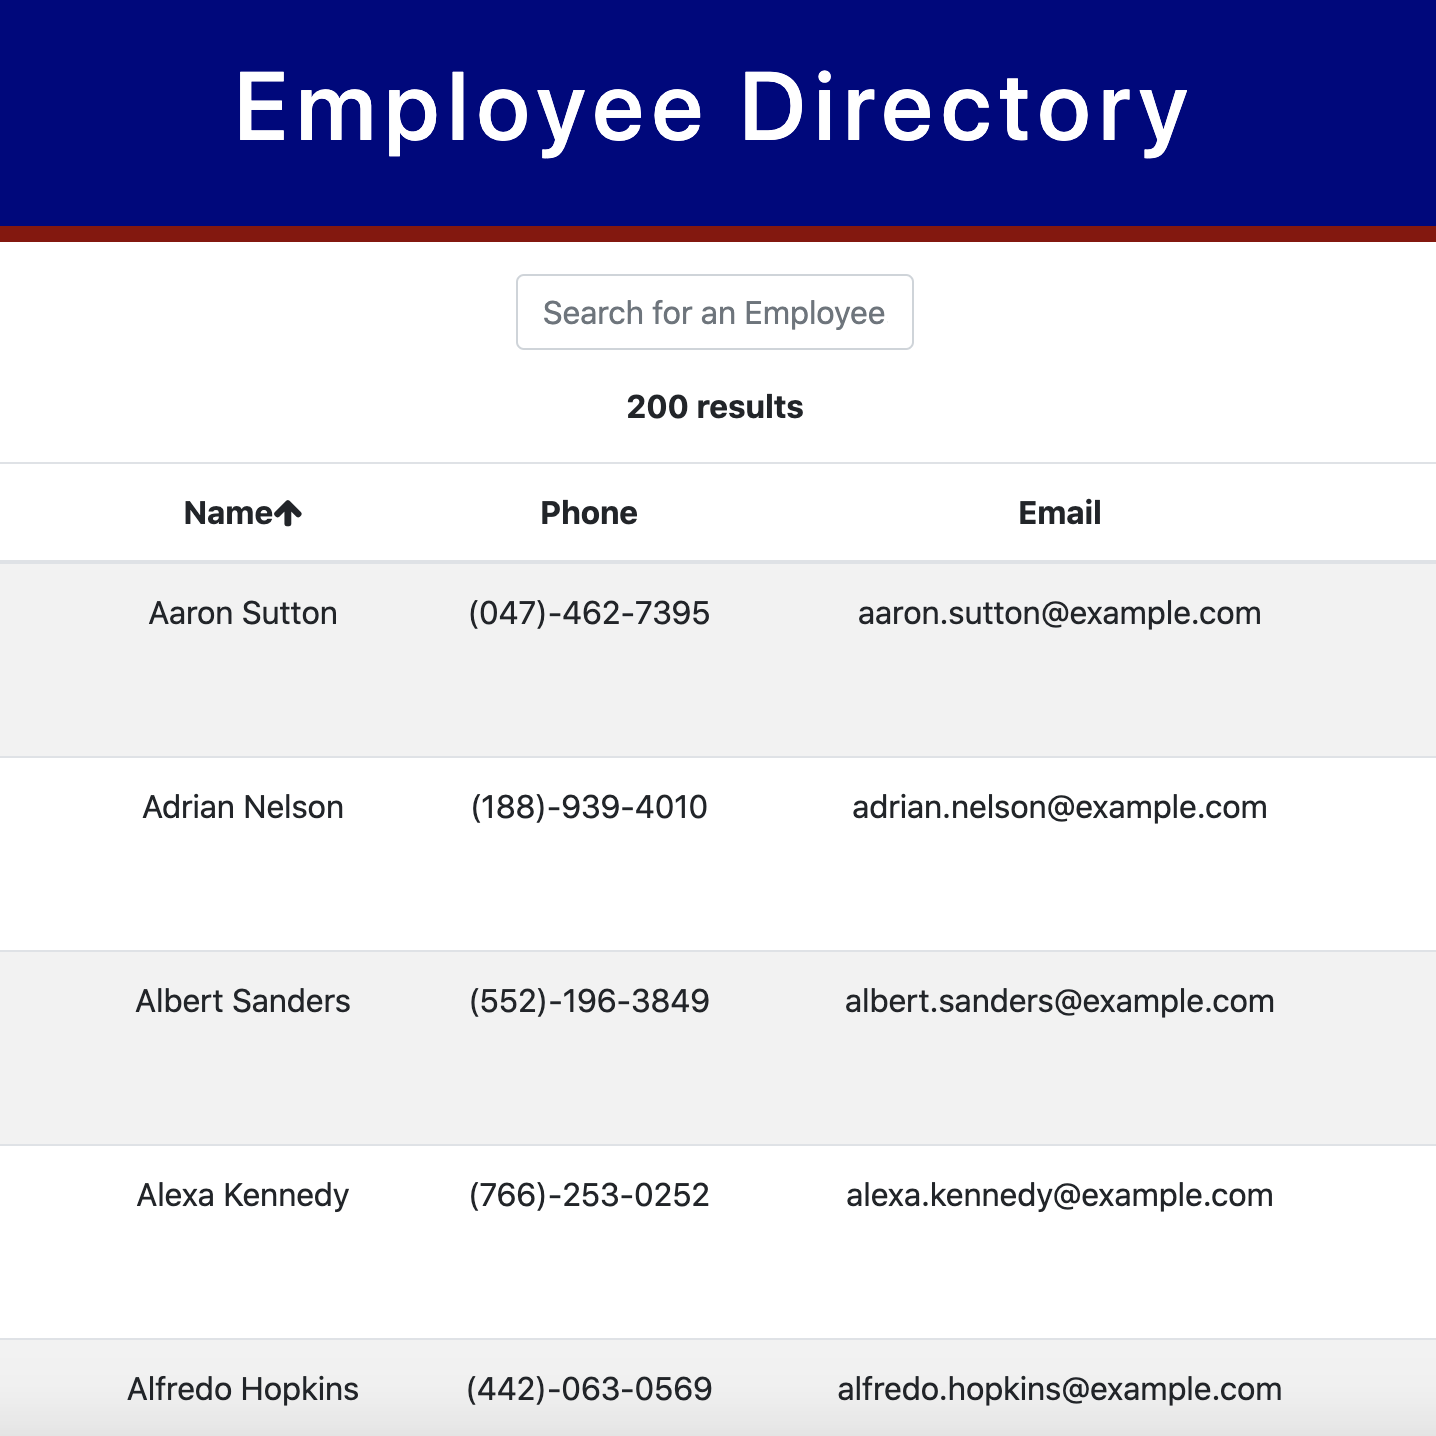 Employee Directory
Search for an Employee
200 results
Name Phone Email
Aaron Sutton (047)-462-7395 aaron.sutton@example.com
Adrian Nelson (188)-939-4010 adrian.nelson@example.com
Albert Sanders (552)-196-3849 albert.sanders@example.com
Alexa Kennedy (766)-253-0252 alexa.kennedy@example.com
Alfredo Hopkins (442)-063-0569 alfredo.hopkins@example.com